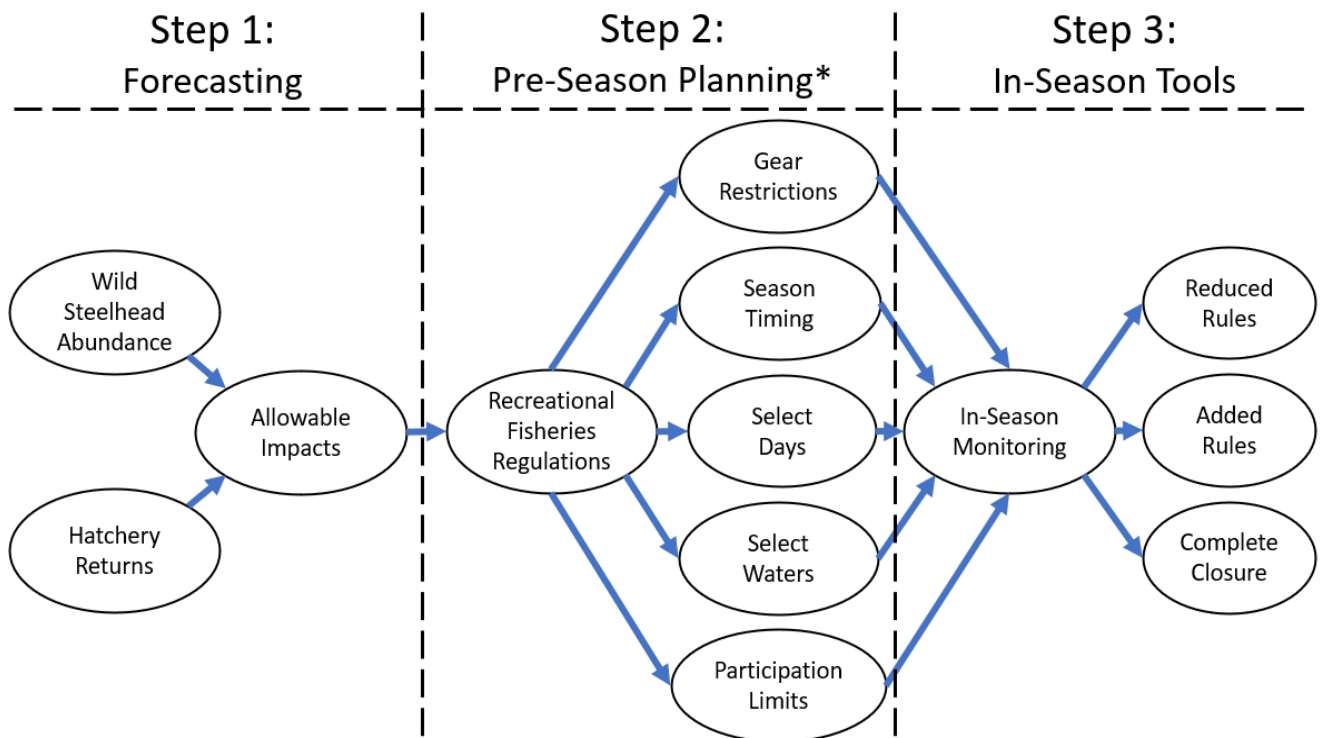 Step 1:
Forecasting
Step 2:
Pre-Season Planning*
Step 3:
In-Season Tools
Wild
Steelhead
Abundance
Hatchery
Returns
Allowable
Impacts
Recreational
Fisheries
Regulations
Gear
Restrictions
Season
Timing
Select
Days
Select
Waters
Participation
Limits
In-Season
Monitoring
Reduced
Rules
Added
Rules
Complete
Closure